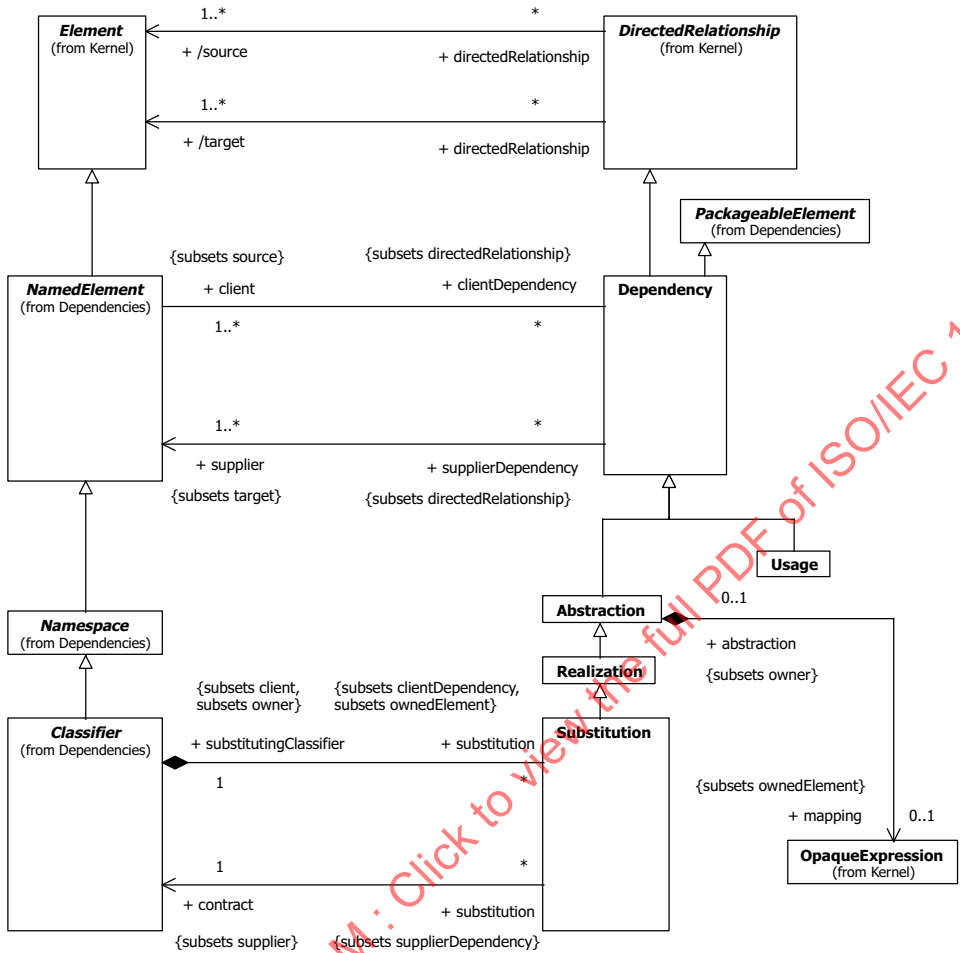 1..*
*
Element
(from Kernel)
DirectedRelationship
(from Kernel)
+ /source
+ directedRelationship
1..*
*
+ /target
+ directedRelationship
PackageableElement
(from Dependencies)
{subsets source}
{subsets directedRelationship}
NamedElement
(from Dependencies)
+ client
+ clientDependency
Dependency
1..*
*
1..*
*
+ supplier
+ supplierDependency
{subsets target}
{subsets directedRelationship}
Usage
Namespace
(from Dependencies)
Abstraction
0..1
+ abstraction
{subsets owner}
Realization
{subsets client,
subsets owner}
{subsets clientDependency,
subsets ownedElement}
Classifier
(from Dependencies)
Substitution
+ substitutingClassifier
+ substitution
1
*
{subsets ownedElement}
+ mapping
0..1
OpaqueExpression
(from Kernel)
1
*
+ contract
+ substitution
{subsets supplier}
{subsets supplierDependency}
M : Click to view the full PDF of ISO/IEC 1